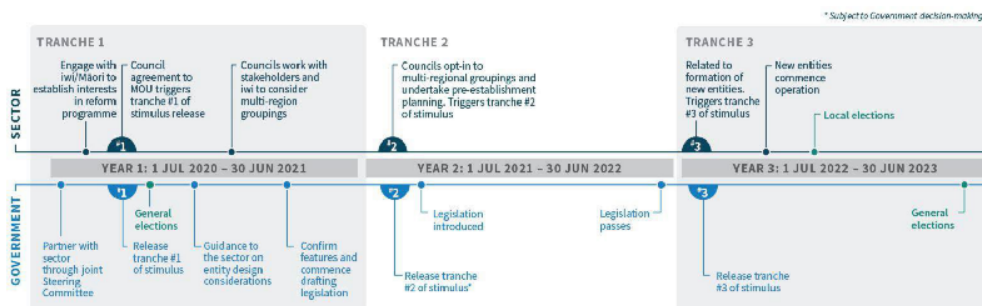 * Subject to Government decision-making
TRANCHE 1
TRANCHE 2
TRANCHE 3
SECTOR
Engage with
iwi/Māori to
establish interests
in reform
programme
Council
agreement to
MOU triggers
tranche #1 of
stimulus release
Councils work with
stakeholders and
iwi to consider
multi-region
groupings
Councils opt-in to
multi-regional groupings and
undertake pre-establishment
planning. Triggers tranche #2
of stimulus
Related to
formation of
new entities.
Triggers tranche
#3 of stimulus
New entities
commence
operation
Local elections
#1
#2
#3
YEAR 1: 1 JUL 2020 – 30 JUN 2021
YEAR 2: 1 JUL 2021 – 30 JUN 2022
YEAR 3: 1 JUL 2022 – 30 JUN 2023
GOVERNMENT
#1
#2
#3
Partner with
sector
through joint
Steering
Committee
Release
tranche #1
of stimulus
General
elections
Guidance to
the sector on
entity design
considerations
Confirm
features and
commence
drafting
legislation
Release tranche
#2 of stimulus*
Legislation
introduced
Legislation
passes
Release tranche
#3 of stimulus
General
elections